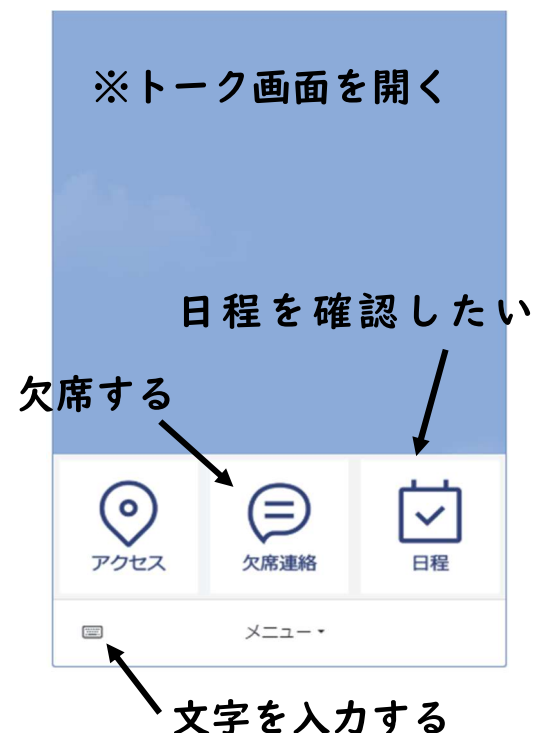 ※トーク画面を開く
日程を確認したい
欠席する
アクセス
欠席連絡
日程
メニュー▼
文字を入力する